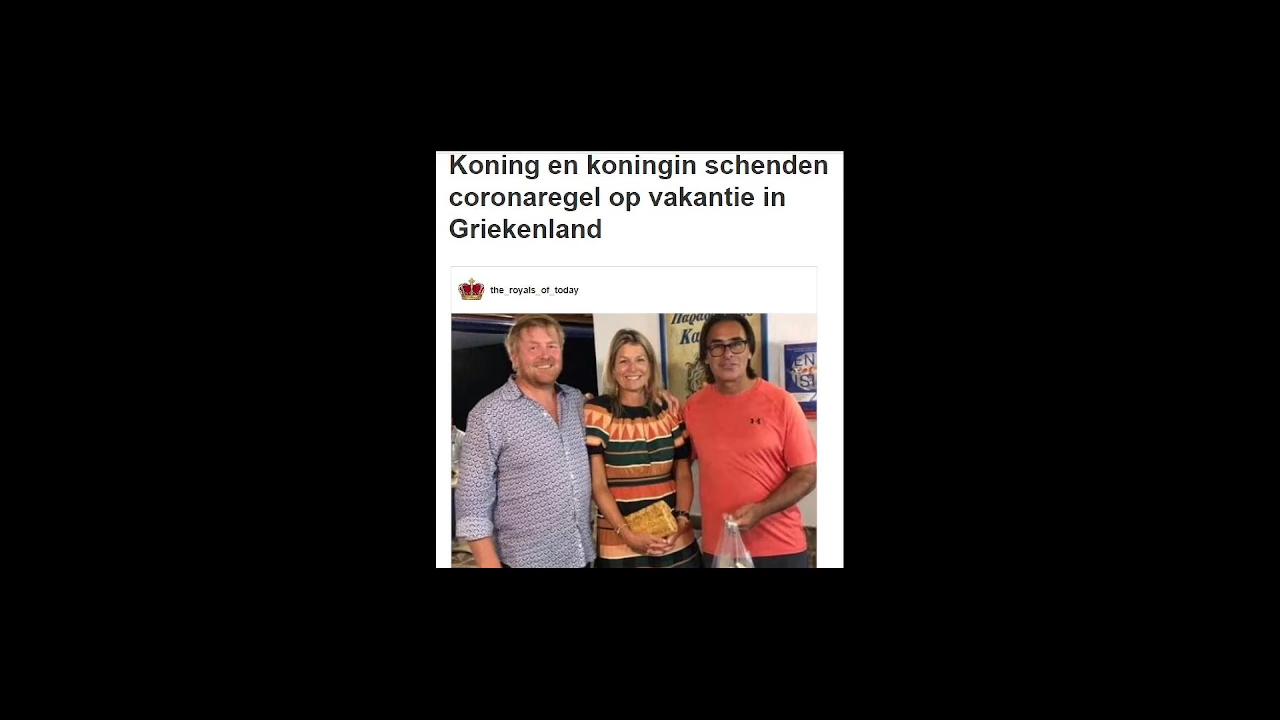 Koning en koningin schenden
coronaregel op vakantie in
Griekenland
the_royals_of_today